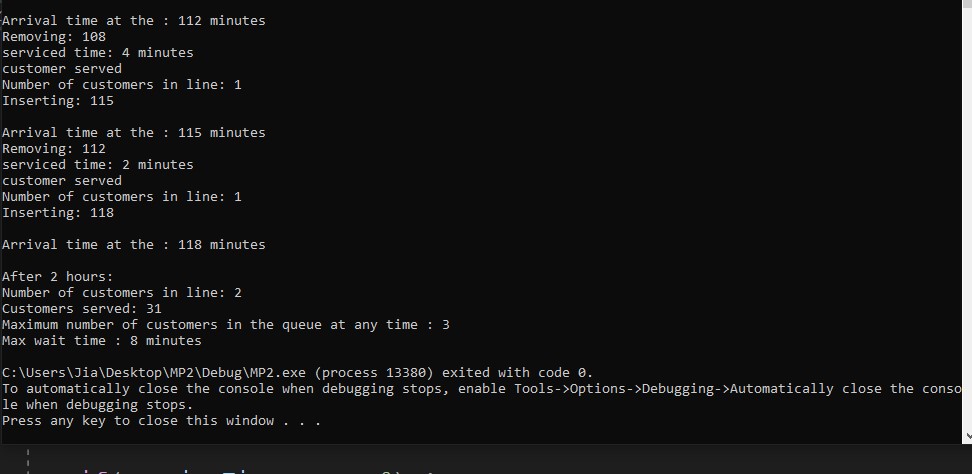 Arrival time at the : 112 minutes
Removing: 108
serviced time: 4 minutes
customer served
Number of customers in line: 1
Inserting: 115
Arrival time at the : 115 minutes
Removing: 112
serviced time: 2 minutes
customer served
Number of customers in line: 1
Inserting: 118
Arrival time at the : 118 minutes
After 2 hours:
Number of customers in line: 2
Customers served: 31
Maximum number of customers in the queue at any time : 3
Max wait time : 8 minutes
C:\Users\Jia\Desktop\MP2\Debug\MP2.exe (process 13380) exited with code 0.
To automatically close the console when debugging stops, enable Tools->Options->Debugging->Automatically close the conso
le when debugging stops.
Press any key to close this window . . .